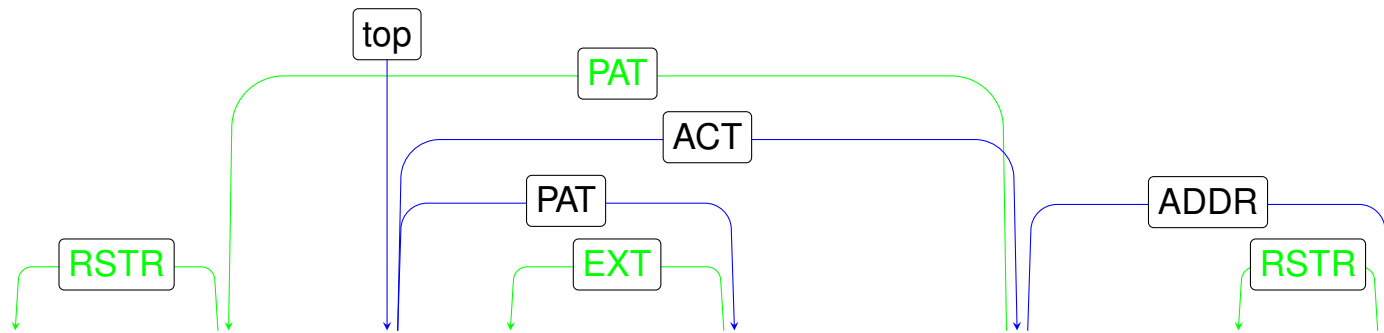 top
PAT
ACT
PAT
ADDR
RSTR
EXT
RSTR